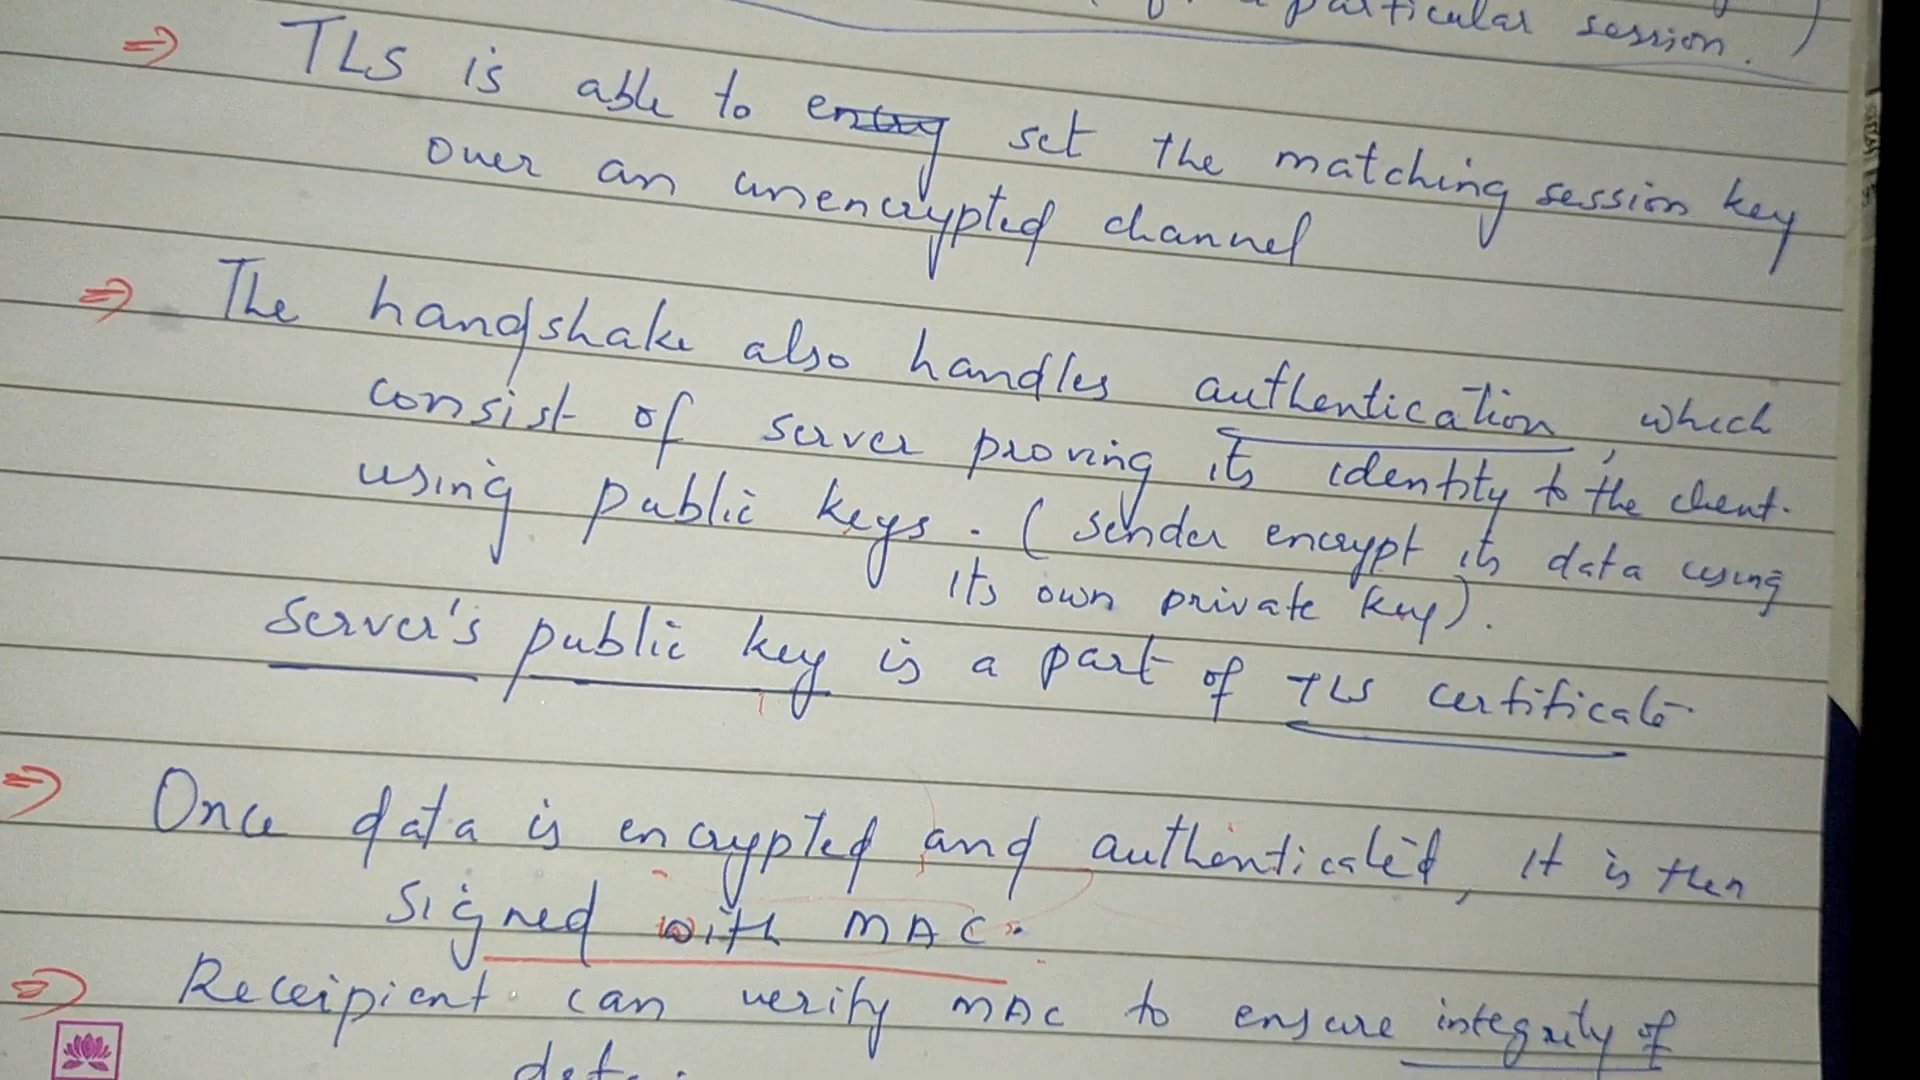 particular session.)
⇒ TLS is able to entry set the matching session key
over an unencrypted channel
⇒ The handshake also handles authentication, which
consist of server proving its identity to the client.
using public keys. (sender encrypt its data using
its own private key).
Server's public key is a part of TLS certificate
⇒ Once data is encrypted and authenticated, it is then
signed with MAC.
⇒ Receipient can verify MAC to ensure integrity of
data.